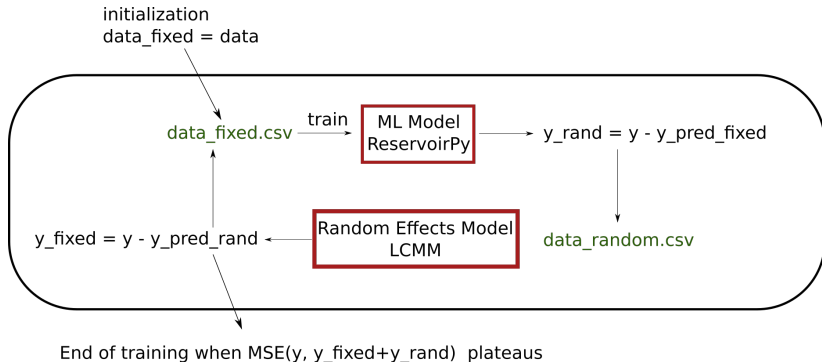 initialization
data_fixed = data
data_fixed.csv
train
ML Model
ReservoirPy
y_rand = y - y_pred_fixed
data_random.csv
Random Effects Model
LCMM
y_fixed = y - y_pred_rand
End of training when MSE(y, y_fixed+y_rand) plateaus